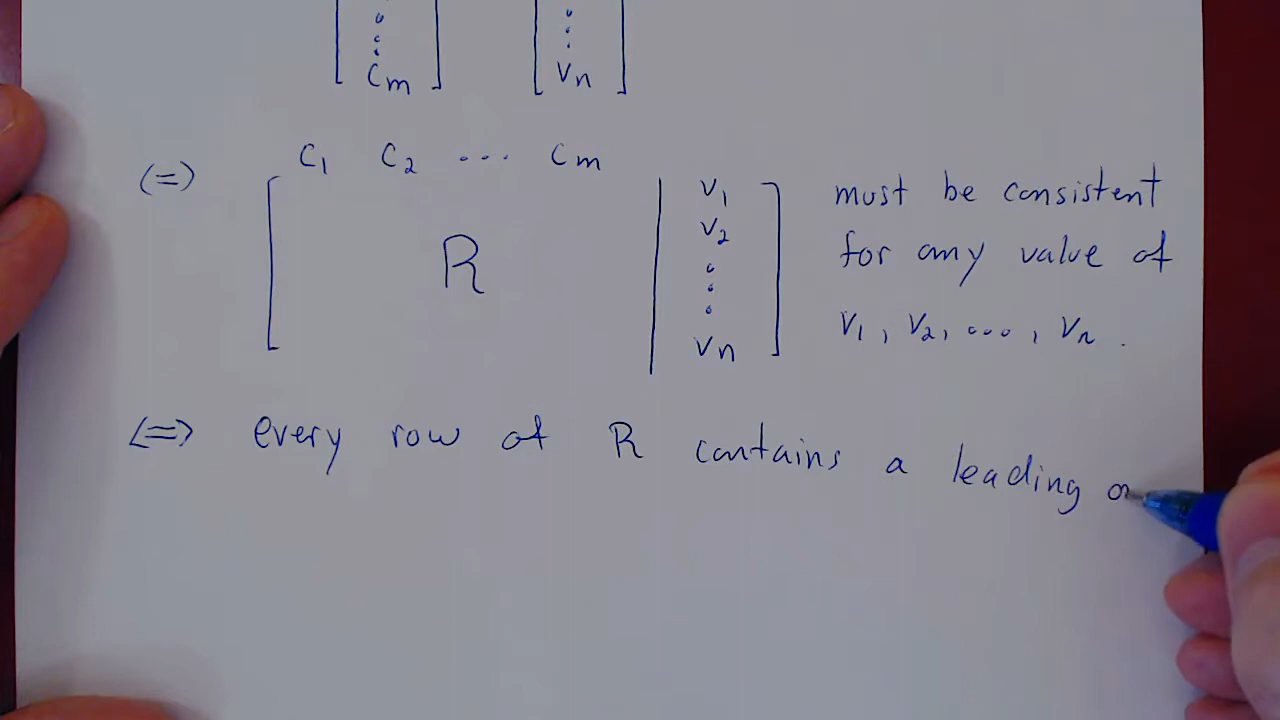 cm vn
(=) c1 c2 ... cm
[ R | v1 v2 ... vn ]
must be consistent
for any value of
v1, v2, ..., vn.
(=) every row of R contains a leading